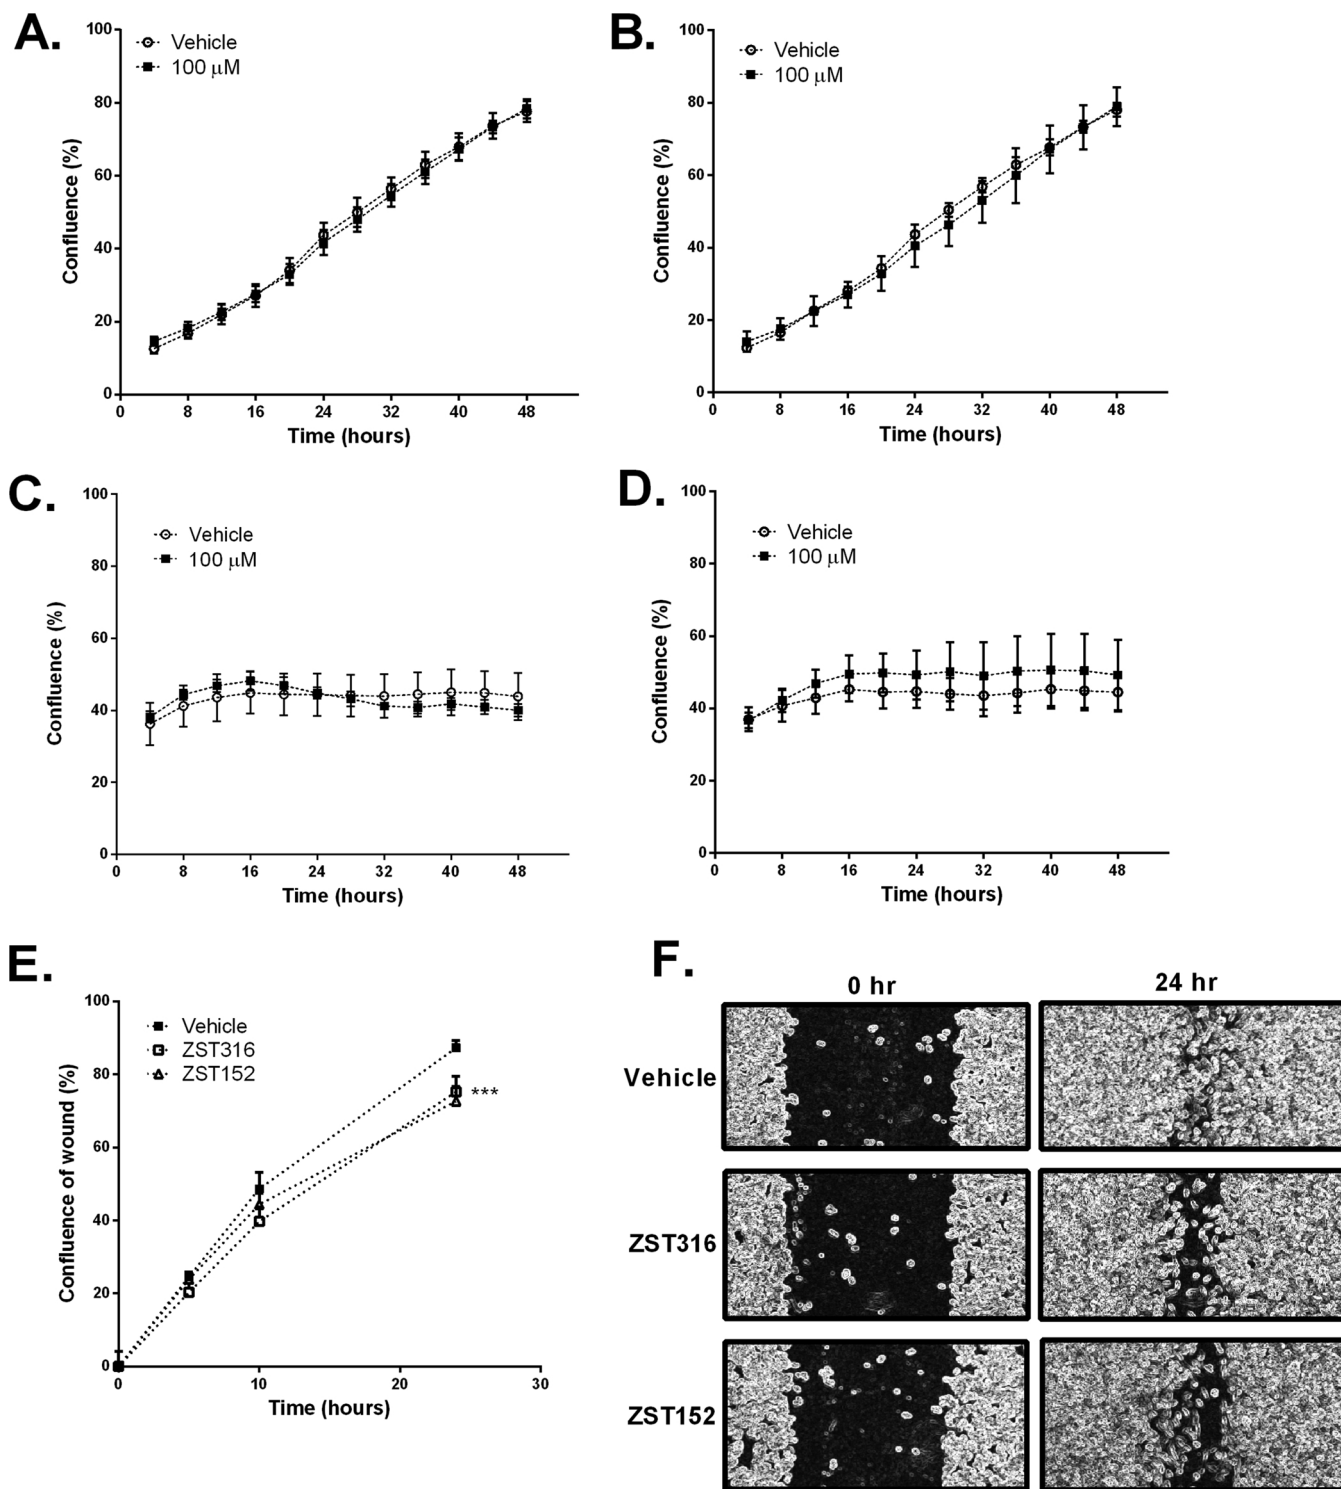 A.
Vehicle
100 μM
Confluence (%)
100
80
60
40
20
0
0 8 16 24 32 40 48
Time (hours)
B.
Vehicle
100 μM
Confluence (%)
100
80
60
40
20
0
0 8 16 24 32 40 48
Time (hours)
C.
Vehicle
100 μM
Confluence (%)
100
80
60
40
20
0
0 8 16 24 32 40 48
Time (hours)
D.
Vehicle
100 μM
Confluence (%)
100
80
60
40
20
0
0 8 16 24 32 40 48
Time (hours)
E.
Vehicle
ZST316
ZST152
Confluence of wound (%)
100
80
60
40
20
0
***
0 10 20 30
Time (hours)
F.
0 hr 24 hr
Vehicle
ZST316
ZST152